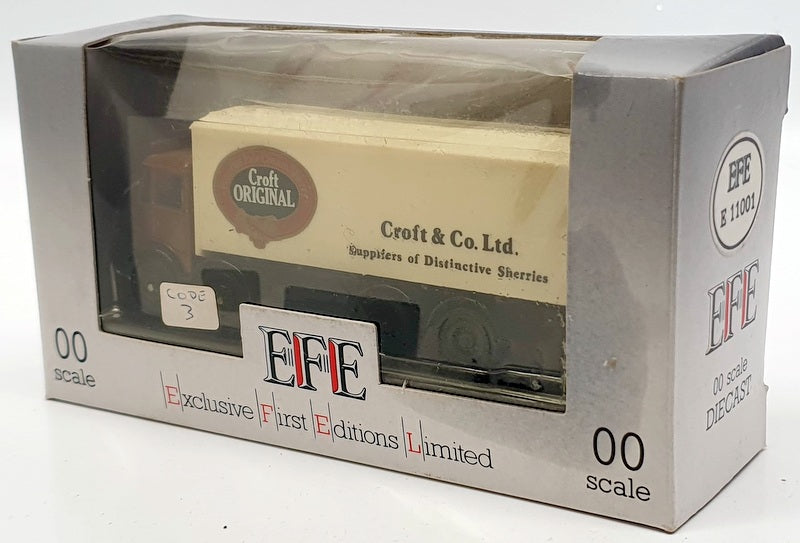 Croft
ORIGINAL
Croft & Co. Ltd.
Suppliers of Distinctive Sherries
CODE
3
EFE
Exclusive First Editions Limited
00
scale
00
scale
EFE
E 11001
EFE
00 scale
DIECAST